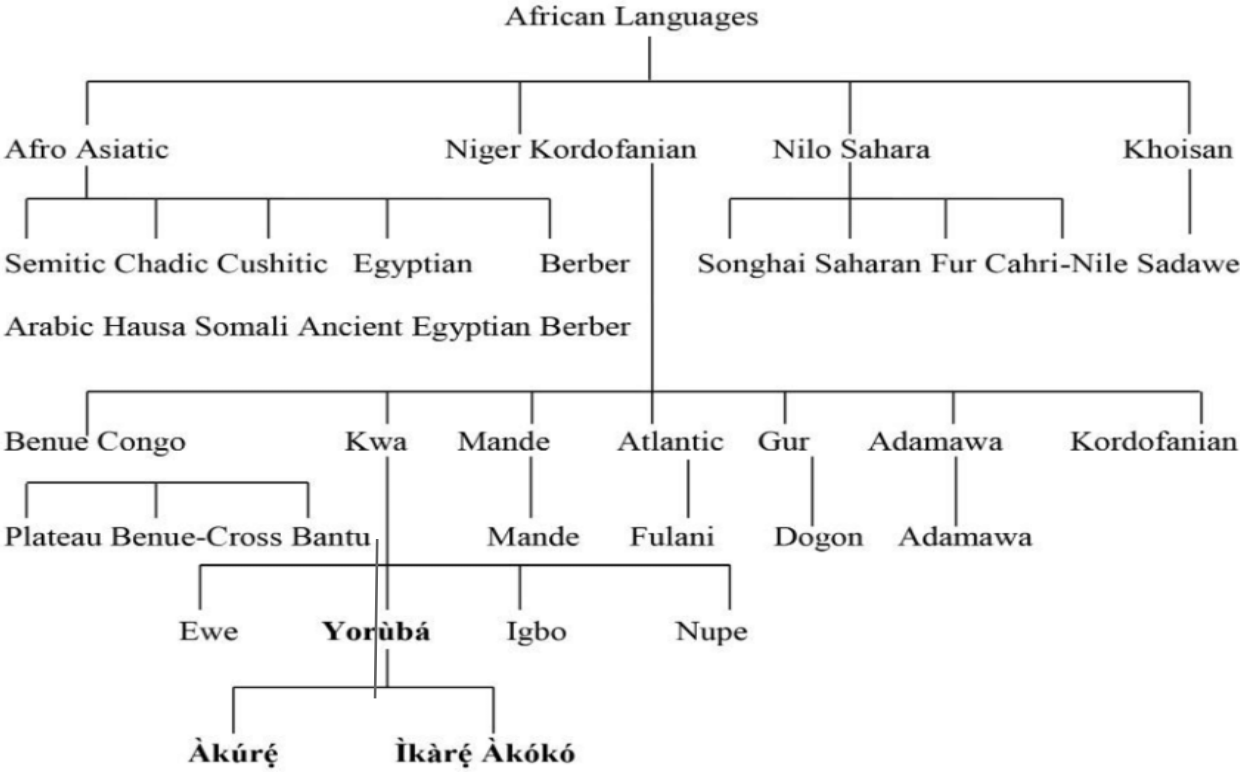 African Languages
Afro Asiatic Niger Kordofanian Nilo Sahara Khoisan
Semitic Chadic Cushitic Egyptian Berber Songhai Saharan Fur Cahri-Nile Sadawe
Arabic Hausa Somali Ancient Egyptian Berber
Benue Congo Kwa Mande Atlantic Gur Adamawa Kordofanian
Plateau Benue-Cross Bantu Mande Fulani Dogon Adamawa
Ewe Yorùbá Igbo Nupe
Àkúrẹ́ Ìkàrẹ́ Àkókó